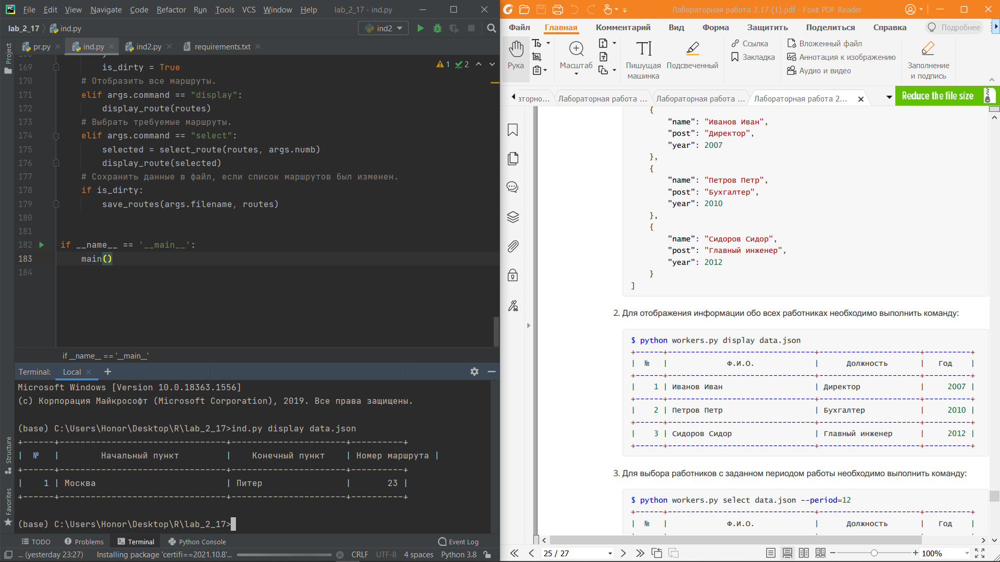 PC File Edit View Navigate Code Refactor Run Tools VCS Window Help lab_2_17 - ind.py
lab_2_17 ind.py ind2
pr.py ind.py ind2.py requirements.txt
Project
1 2
169 is_dirty = True
170 # Отобразить все маршруты.
171 elif args.command == "display":
172 display_route(routes)
173 # Выбрать требуемые маршруты.
174 elif args.command == "select":
175 selected = select_route(routes, args.numb)
176 display_route(selected)
177 # Сохранить данные в файл, если список маршрутов был изменен.
178 if is_dirty:
179 save_routes(args.filename, routes)
180
181
182 if __name__ == '__main__':
183 main()
184
if __name__ == '__main__'
Terminal: Local
Microsoft Windows [Version 10.0.18363.1556]
(c) Корпорация Майкрософт (Microsoft Corporation), 2019. Все права защищены.
(base) C:\Users\Honor\Desktop\R\lab_2_17>ind.py display data.json
+------+--------------------------------+----------------------+----------+
| № | Начальный пункт | Конечный пункт | Номер маршрута |
+------+--------------------------------+----------------------+----------+
| 1 | Москва | Питер | 23 |
+------+--------------------------------+----------------------+----------+
(base) C:\Users\Honor\Desktop\R\lab_2_17>
Structure
Favorites
TODO Problems Terminal Python Console Event Log
... (yesterday 23:27) Installing package 'certifi==2021.10.8'... CRLF UTF-8 4 spaces Python 3.8
Лабораторная работа 2.17 (1).pdf - Foxit PDF Reader
Файл Главная Комментарий Вид Форма Защитить Поделиться Справка Подробнее
Рука
Масштаб
Пишущая машинка
Подсвеченный
Ссылка
Закладка
Вложенный файл
Аннотация к изображению
Аудио и видео
Заполнение и подпись
аторно... Лабораторная работа ... Лабораторная работа ... Лабораторная работа 2... Reduce the file size
{
"name": "Иванов Иван",
"post": "Директор",
"year": 2007
},
{
"name": "Петров Петр",
"post": "Бухгалтер",
"year": 2010
},
{
"name": "Сидоров Сидор",
"post": "Главный инженер",
"year": 2012
}
]
2. Для отображения информации обо всех работниках необходимо выполнить команду:
$ python workers.py display data.json
+------+--------------------------------+----------------------+----------+
| № | Ф.И.О. | Должность | Год |
+------+--------------------------------+----------------------+----------+
| 1 | Иванов Иван | Директор | 2007 |
+------+--------------------------------+----------------------+----------+
| 2 | Петров Петр | Бухгалтер | 2010 |
+------+--------------------------------+----------------------+----------+
| 3 | Сидоров Сидор | Главный инженер | 2012 |
+------+--------------------------------+----------------------+----------+
3. Для выбора работников с заданном периодом работы необходимо выполнить команду:
$ python workers.py select data.json --period=12
+------+--------------------------------+----------------------+----------+
| № | Ф.И.О. | Должность | Год |
25 / 27 100%